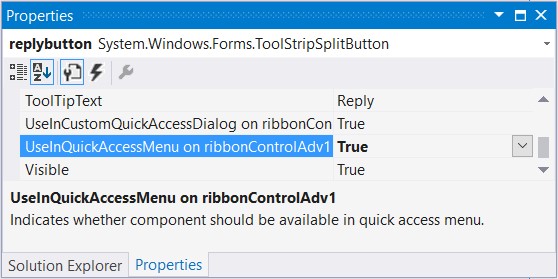 Properties
replybutton System.Windows.Forms.ToolStripSplitButton
ToolTipText Reply
UseInCustomQuickAccessDialog on ribbonCon True
UseInQuickAccessMenu on ribbonControlAdv1 True
Visible True
UseInQuickAccessMenu on ribbonControlAdv1
Indicates whether component should be available in quick access menu.
Solution Explorer Properties